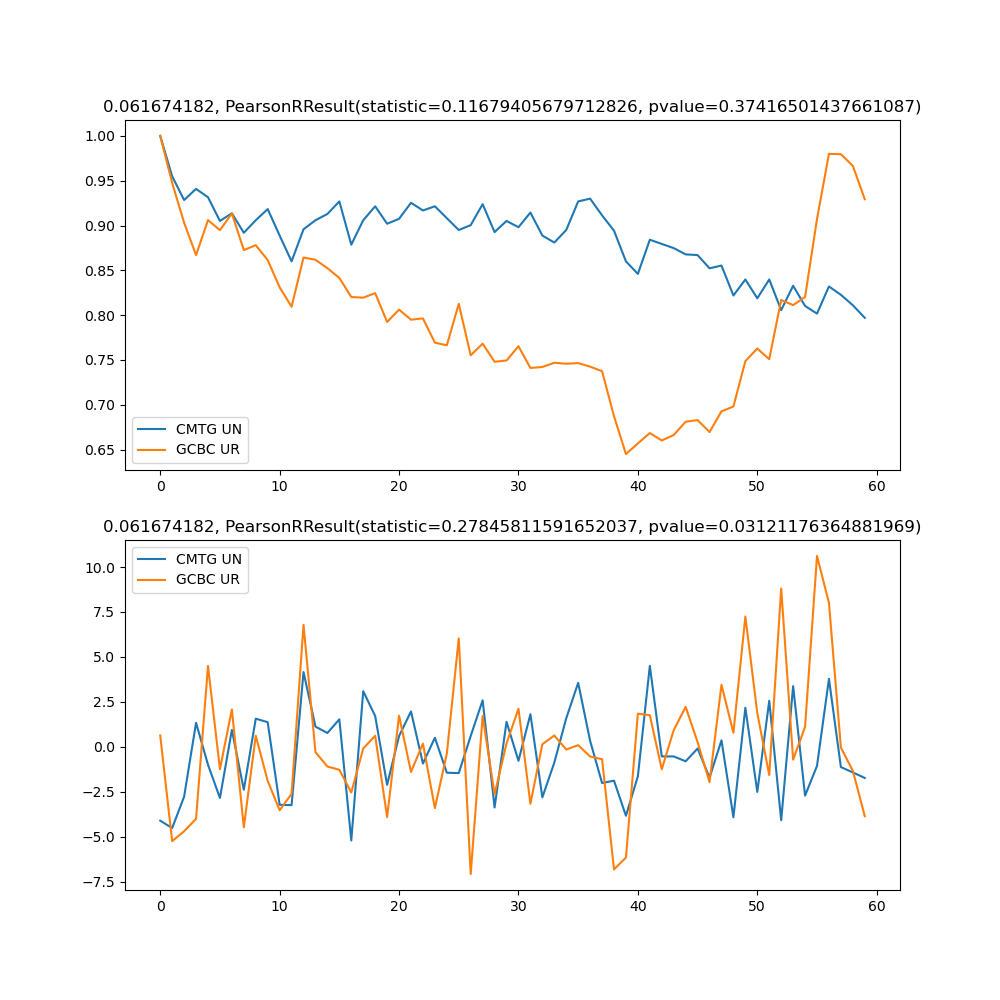 0.061674182, PearsonRResult(statistic=0.11679405679712826, pvalue=0.37416501437661087)
1.00
0.95
0.90
0.85
0.80
0.75
0.70
0.65
CMTG UN
GCBC UR
0 10 20 30 40 50 60
0.061674182, PearsonRResult(statistic=0.27845811591652037, pvalue=0.03121176364881969)
CMTG UN
GCBC UR
10.0
7.5
5.0
2.5
0.0
−2.5
−5.0
−7.5
0 10 20 30 40 50 60